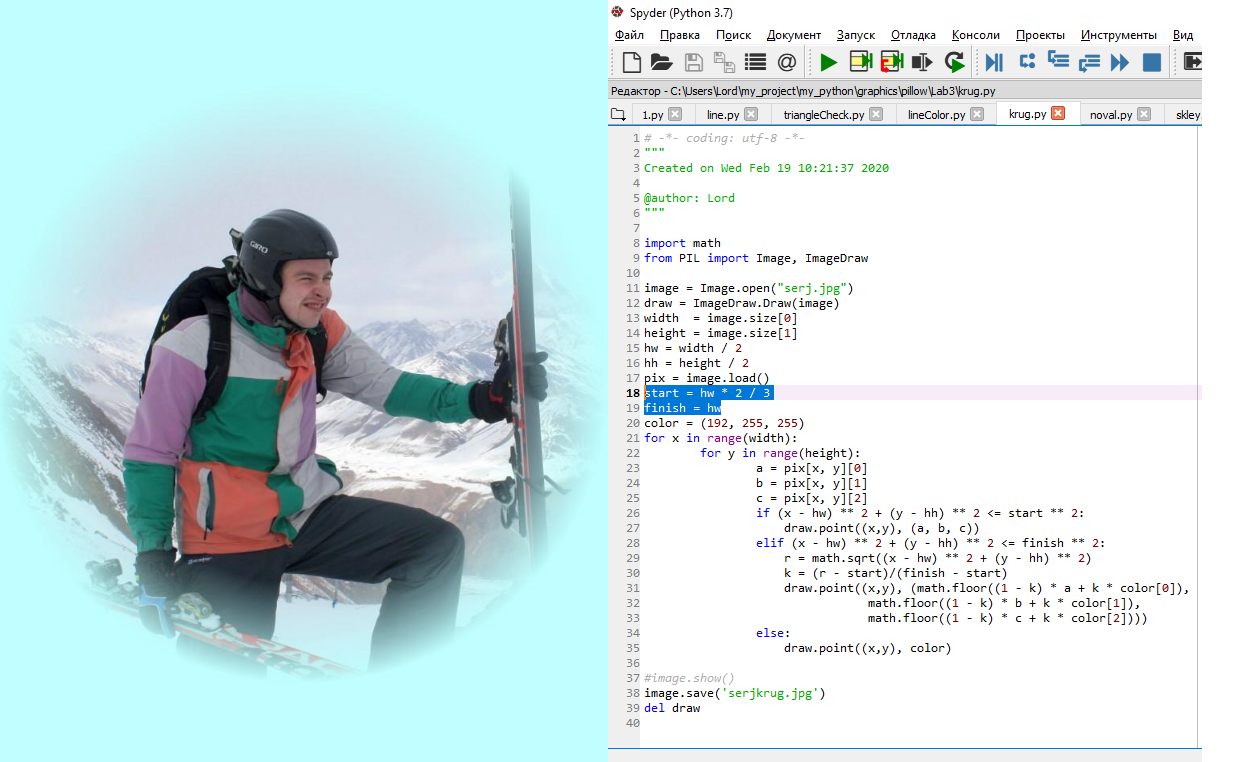 GIRO
Spyder (Python 3.7)
Файл Правка Поиск Документ Запуск Отладка Консоли Проекты Инструменты Вид
Редактор - C:\Users\Lord\my_project\my_python\graphics\pillow\Lab3\krug.py
1.py line.py triangleCheck.py lineColor.py krug.py noval.py skley
1 # -*- coding: utf-8 -*-
2 """
3 Created on Wed Feb 19 10:21:37 2020
4
5 @author: Lord
6 """
7
8 import math
9 from PIL import Image, ImageDraw
10
11 image = Image.open("serj.jpg")
12 draw = ImageDraw.Draw(image)
13 width  = image.size[0]
14 height = image.size[1]
15 hw = width / 2
16 hh = height / 2
17 pix = image.load()
18 start = hw * 2 / 3
19 finish = hw
20 color = (192, 255, 255)
21 for x in range(width):
22         for y in range(height):
23                 a = pix[x, y][0]
24                 b = pix[x, y][1]
25                 c = pix[x, y][2]
26                 if (x - hw) ** 2 + (y - hh) ** 2 <= start ** 2:
27                     draw.point((x,y), (a, b, c))
28                 elif (x - hw) ** 2 + (y - hh) ** 2 <= finish ** 2:
29                     r = math.sqrt((x - hw) ** 2 + (y - hh) ** 2)
30                     k = (r - start)/(finish - start)
31                     draw.point((x,y), (math.floor((1 - k) * a + k * color[0]),
32                                 math.floor((1 - k) * b + k * color[1]),
33                                 math.floor((1 - k) * c + k * color[2])))
34                 else:
35                     draw.point((x,y), color)
36
37 #image.show()
38 image.save('serjkrug.jpg')
39 del draw
40